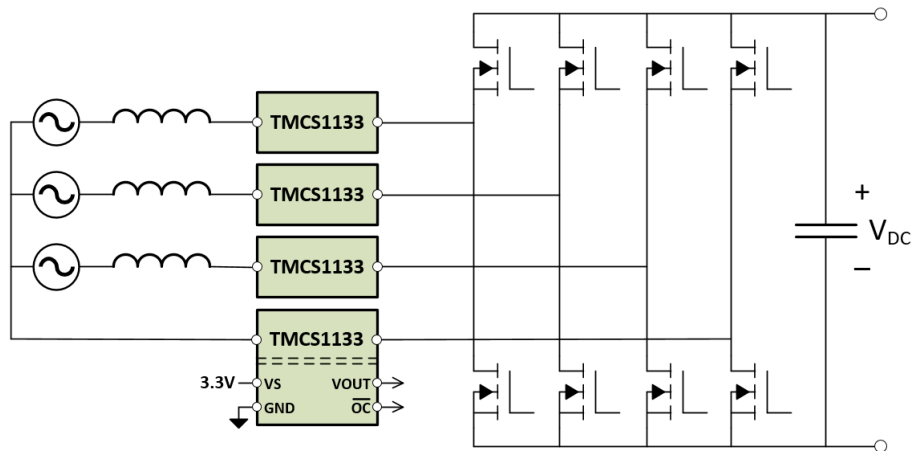 TMCS1133
TMCS1133
TMCS1133
TMCS1133
3.3V
VS
VOUT
GND
OC
+
VDC
−